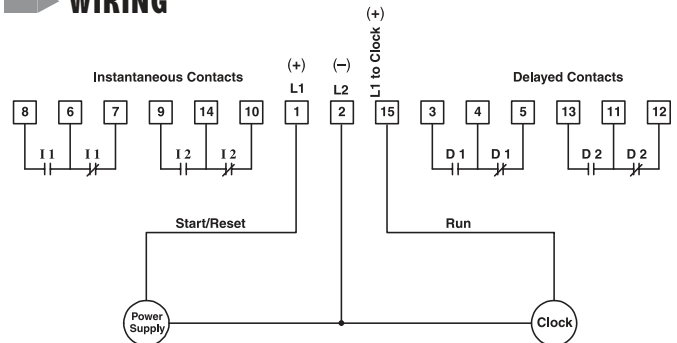 WIRING
(+)
(+)
(–)
L1 to Clock
Instantaneous Contacts
Delayed Contacts
L1
L2
8
6
7
9
14
10
1
2
15
3
4
5
13
11
12
I 1
I 1
I 2
I 2
D 1
D 1
D 2
D 2
Start/Reset
Run
Power
Supply
Clock